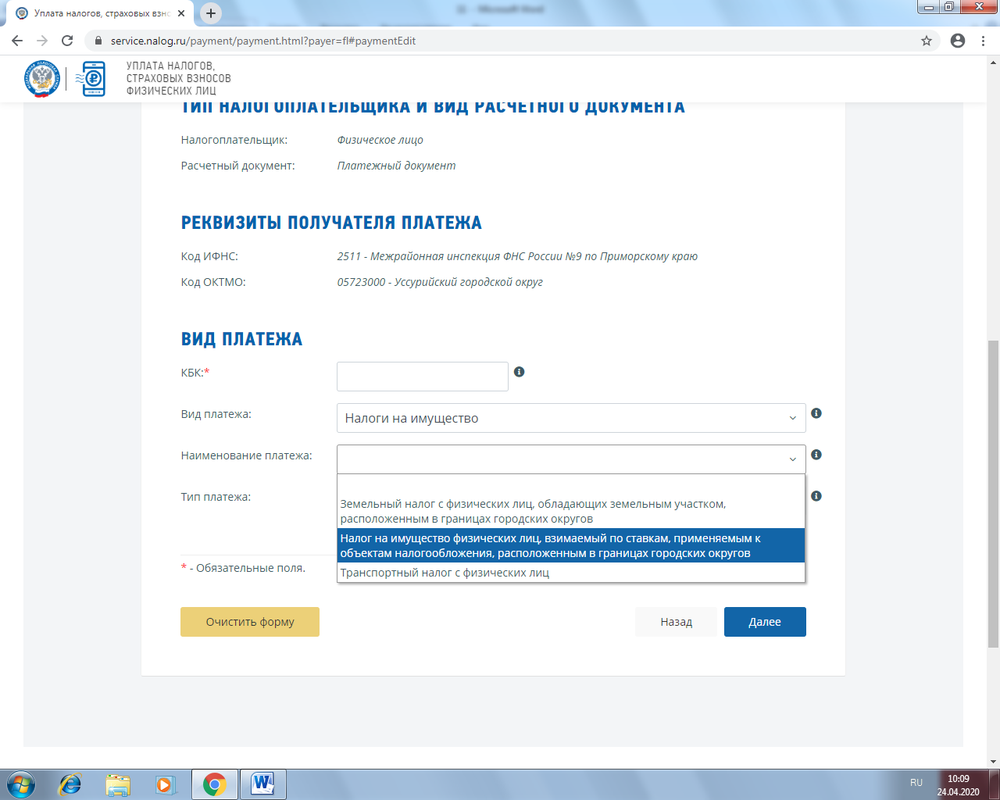 Уплата налогов, страховых взно
service.nalog.ru/payment/payment.html?payer=fl#paymentEdit
УПЛАТА НАЛОГОВ,
СТРАХОВЫХ ВЗНОСОВ
ФИЗИЧЕСКИХ ЛИЦ
ТИП НАЛОГОПЛАТЕЛЬЩИКА И ВИД РАСЧЕТНОГО ДОКУМЕНТА
Налогоплательщик: Физическое лицо
Расчетный документ: Платежный документ
РЕКВИЗИТЫ ПОЛУЧАТЕЛЯ ПЛАТЕЖА
Код ИФНС: 2511 - Межрайонная инспекция ФНС России №9 по Приморскому краю
Код ОКТМО: 05723000 - Уссурийский городской округ
ВИД ПЛАТЕЖА
КБК:*
Вид платежа: Налоги на имущество
Наименование платежа:
Тип платежа:
Земельный налог с физических лиц, обладающих земельным участком,
расположенным в границах городских округов
Налог на имущество физических лиц, взимаемый по ставкам, применяемым к
объектам налогообложения, расположенным в границах городских округов
Транспортный налог с физических лиц
* - Обязательные поля.
Очистить форму Назад Далее
RU 10:09
24.04.2020